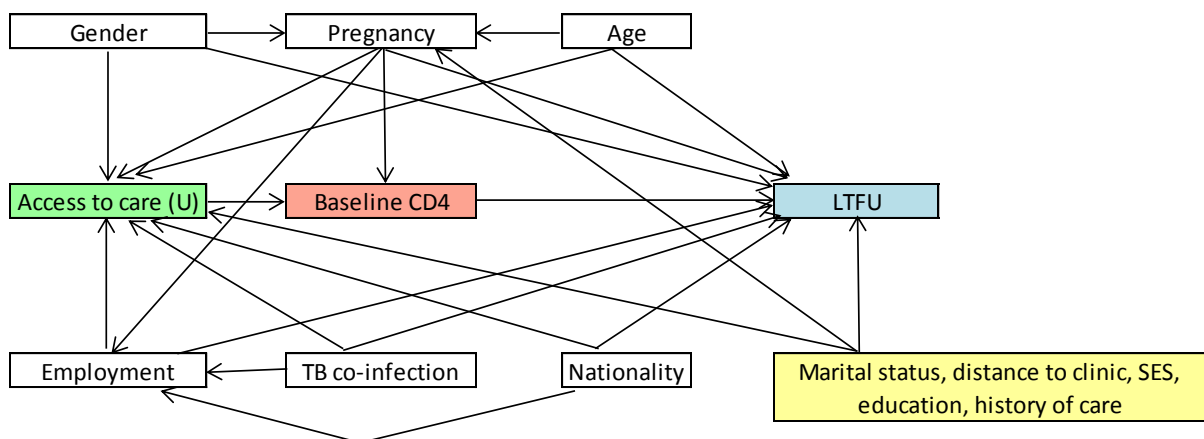 Gender
Pregnancy
Age
Access to care (U)
Baseline CD4
LTFU
Employment
TB co-infection
Nationality
Marital status, distance to clinic, SES,
education, history of care